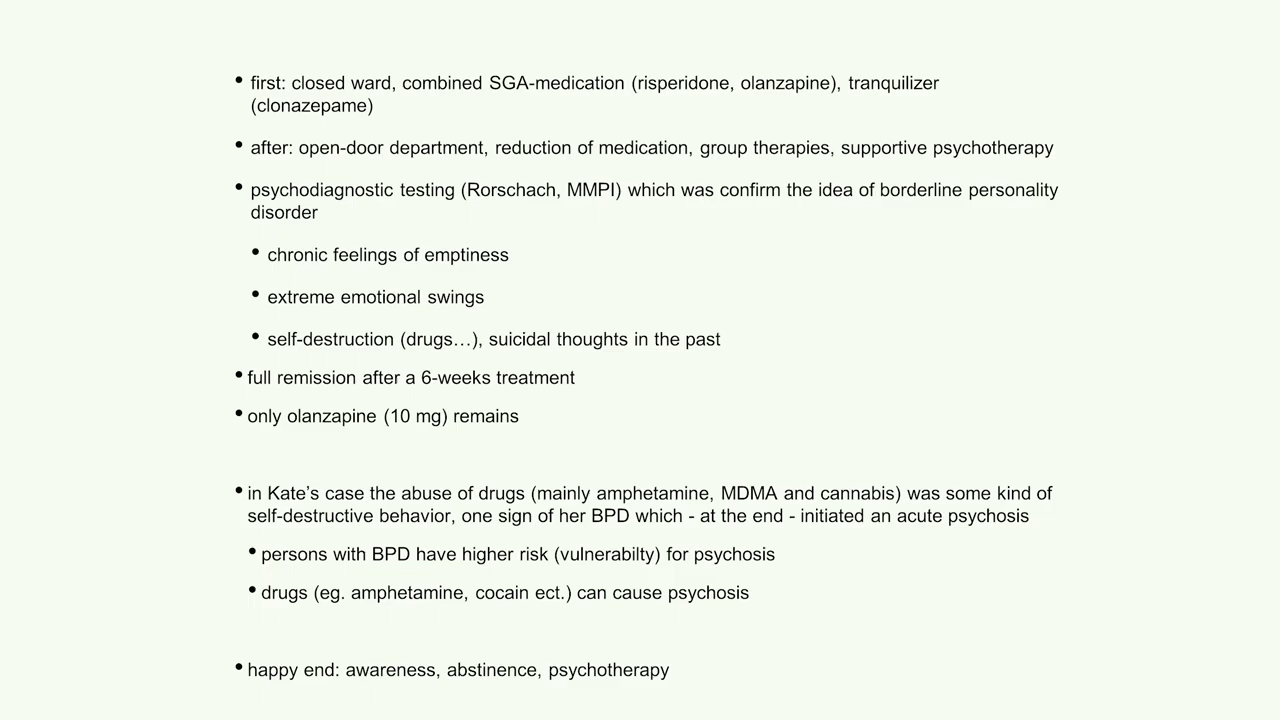 • first: closed ward, combined SGA-medication (risperidone, olanzapine), tranquilizer
(clonazepame)
• after: open-door department, reduction of medication, group therapies, supportive psychotherapy
• psychodiagnostic testing (Rorschach, MMPI) which was confirm the idea of borderline personality
disorder
• chronic feelings of emptiness
• extreme emotional swings
• self-destruction (drugs…), suicidal thoughts in the past
• full remission after a 6-weeks treatment
• only olanzapine (10 mg) remains
• in Kate’s case the abuse of drugs (mainly amphetamine, MDMA and cannabis) was some kind of
self-destructive behavior, one sign of her BPD which - at the end - initiated an acute psychosis
• persons with BPD have higher risk (vulnerabilty) for psychosis
• drugs (eg. amphetamine, cocain ect.) can cause psychosis
• happy end: awareness, abstinence, psychotherapy